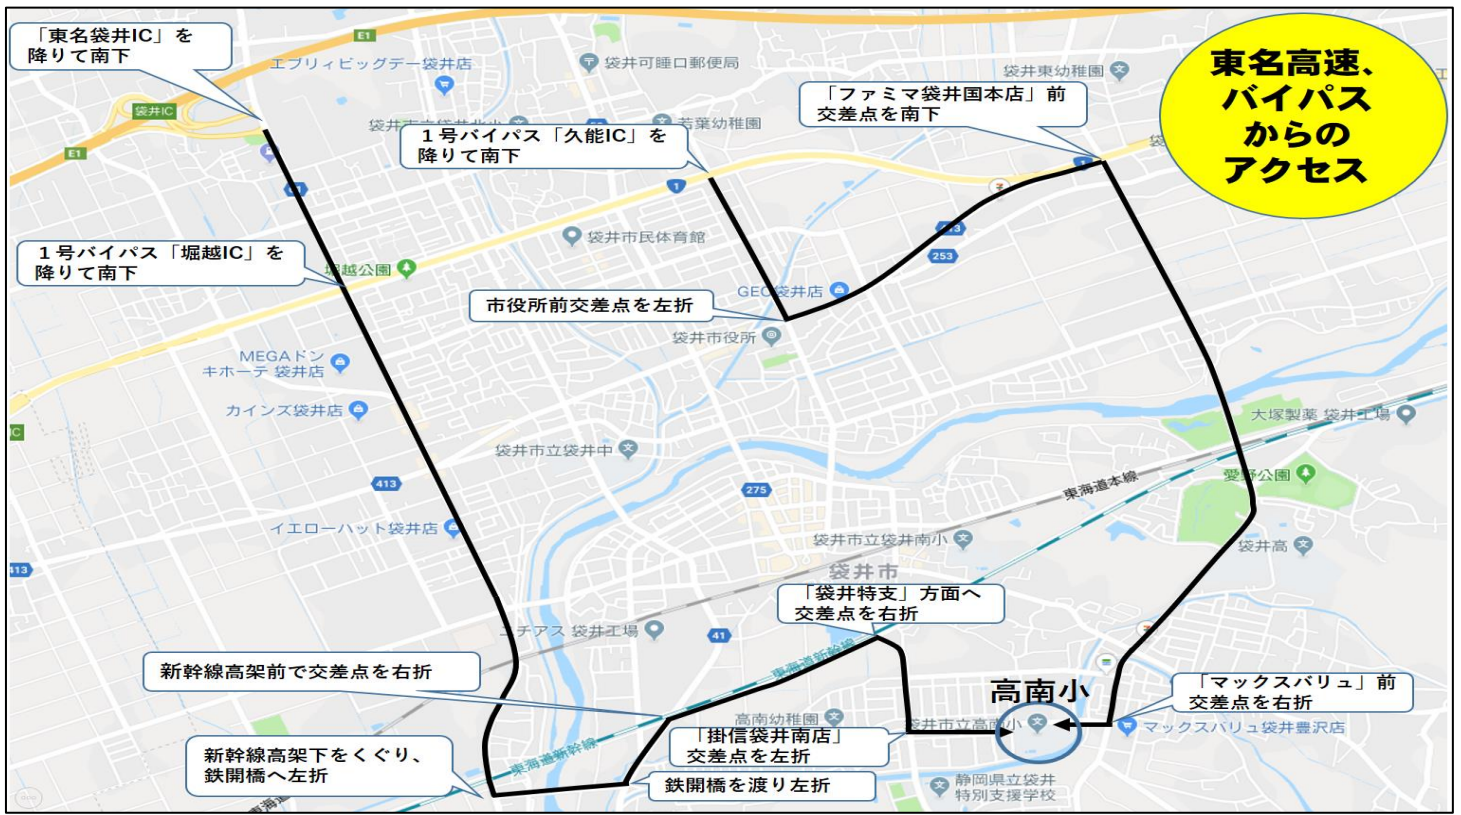 「東名袋井IC」を
降りて南下
E1
エブリィビッグデー袋井店
袋井可睡口郵便局
袋井東幼稚園
東名高速、
バイパス
からの
アクセス
「ファミマ袋井国本店」前
交差点を南下
袋井IC
若葉幼稚園
E1
１号バイパス「久能IC」を
降りて南下
1
袋井市民体育館
１号バイパス「堀越IC」を
降りて南下
堀越公園
253
GEO袋井店
市役所前交差点を左折
袋井市役所
MEGAドン
キホーテ 袋井店
カインズ袋井店
大塚製薬 袋井工場
袋井市立袋井中
愛野公園
413
275
東海道本線
イエローハット袋井店
袋井市立袋井南小
袋井高
413
袋井市
「袋井特支」方面へ
交差点を右折
ニチアス 袋井工場
41
東海道新幹線
新幹線高架前で交差点を右折
高南小
「マックスバリュ」前
交差点を右折
高南幼稚園
袋井市立高南小
マックスバリュ袋井豊沢店
「掛信袋井南店」
交差点を左折
新幹線高架下をくぐり、
鉄開橋へ左折
東海道新幹線
鉄開橋を渡り左折
静岡県立袋井
特別支援学校